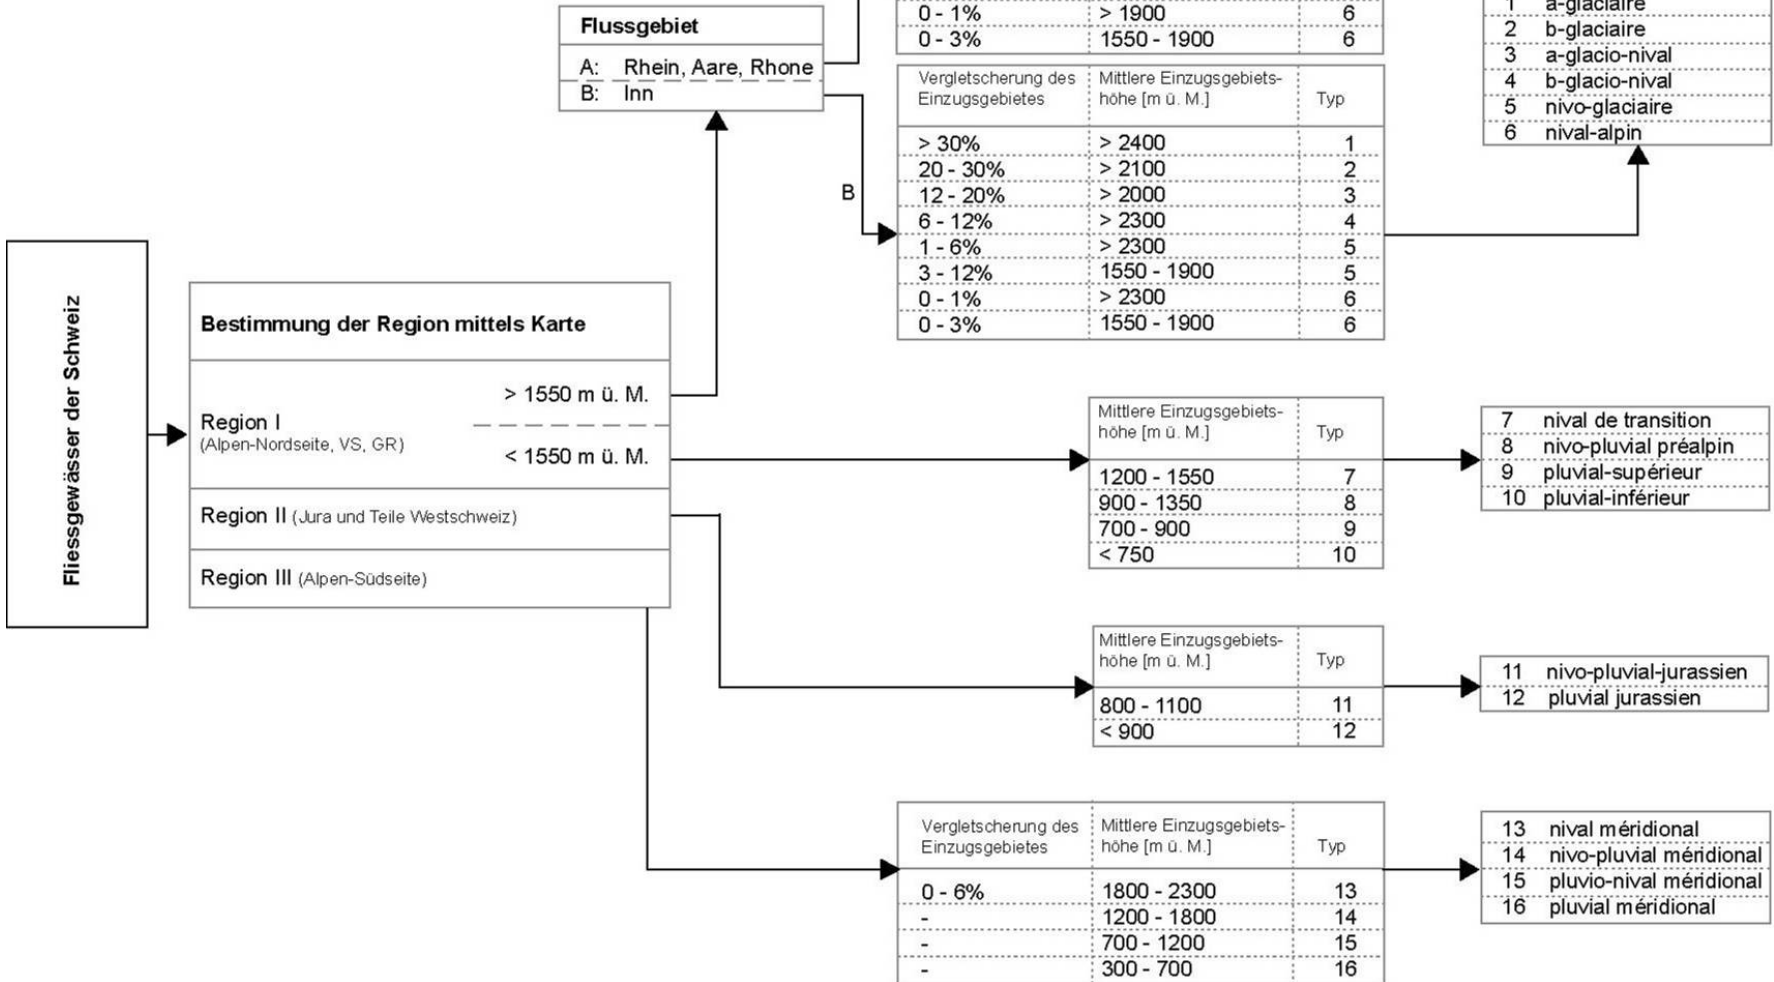 Fliessgewässer der Schweiz
Bestimmung der Region mittels Karte
Region I
(Alpen-Nordseite, VS, GR)
> 1550 m ü. M.
< 1550 m ü. M.
Region II (Jura und Teile Westschweiz)
Region III (Alpen-Südseite)
Flussgebiet
A: Rhein, Aare, Rhone
B: Inn
B
0 - 1% > 1900 6
0 - 3% 1550 - 1900 6
Vergletscherung des Einzugsgebietes Mittlere Einzugsgebiets-höhe [m ü. M.] Typ
> 30% > 2400 1
20 - 30% > 2100 2
12 - 20% > 2000 3
6 - 12% > 2300 4
1 - 6% > 2300 5
3 - 12% 1550 - 1900 5
0 - 1% > 2300 6
0 - 3% 1550 - 1900 6
1 a-glaciaire
2 b-glaciaire
3 a-glacio-nival
4 b-glacio-nival
5 nivo-glaciaire
6 nival-alpin
Mittlere Einzugsgebiets-
höhe [m ü. M.] Typ
1200 - 1550 7
900 - 1350 8
700 - 900 9
< 750 10
7 nival de transition
8 nivo-pluvial préalpin
9 pluvial-supérieur
10 pluvial-inférieur
Mittlere Einzugsgebiets-
höhe [m ü. M.] Typ
800 - 1100 11
< 900 12
11 nivo-pluvial-jurassien
12 pluvial jurassien
Vergletscherung des Einzugsgebietes Mittlere Einzugsgebiets-höhe [m ü. M.] Typ
0 - 6% 1800 - 2300 13
- 1200 - 1800 14
- 700 - 1200 15
- 300 - 700 16
13 nival méridional
14 nivo-pluvial méridional
15 pluvio-nival méridional
16 pluvial méridional